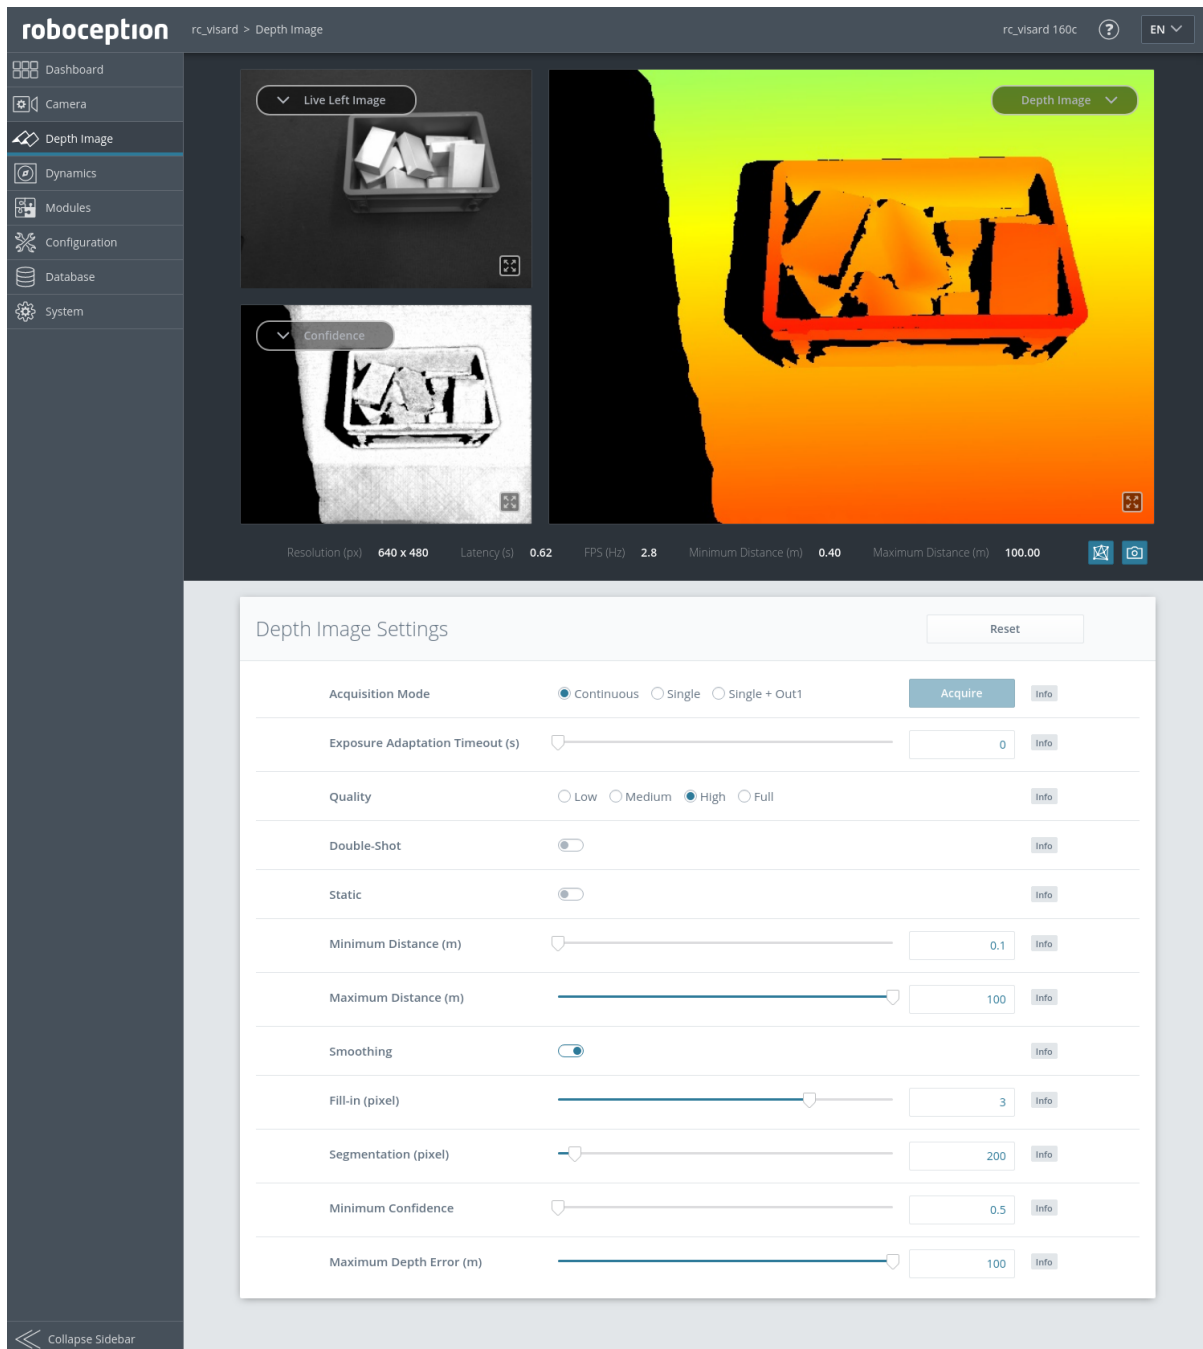 roboception
rc_visard > Depth Image
rc_visard 160c ? EN
Dashboard
Camera
Depth Image
Dynamics
Modules
Configuration
Database
System
Collapse Sidebar
Live Left Image
Depth Image
Confidence
Resolution (px) 640 x 480 Latency (s) 0.62 FPS (Hz) 2.8 Minimum Distance (m) 0.40 Maximum Distance (m) 100.00
Depth Image Settings Reset
Acquisition Mode Continuous Single Single + Out1 Acquire Info
Exposure Adaptation Timeout (s) 0 Info
Quality Low Medium High Full Info
Double-Shot Info
Static Info
Minimum Distance (m) 0.1 Info
Maximum Distance (m) 100 Info
Smoothing Info
Fill-in (pixel) 3 Info
Segmentation (pixel) 200 Info
Minimum Confidence 0.5 Info
Maximum Depth Error (m) 100 Info